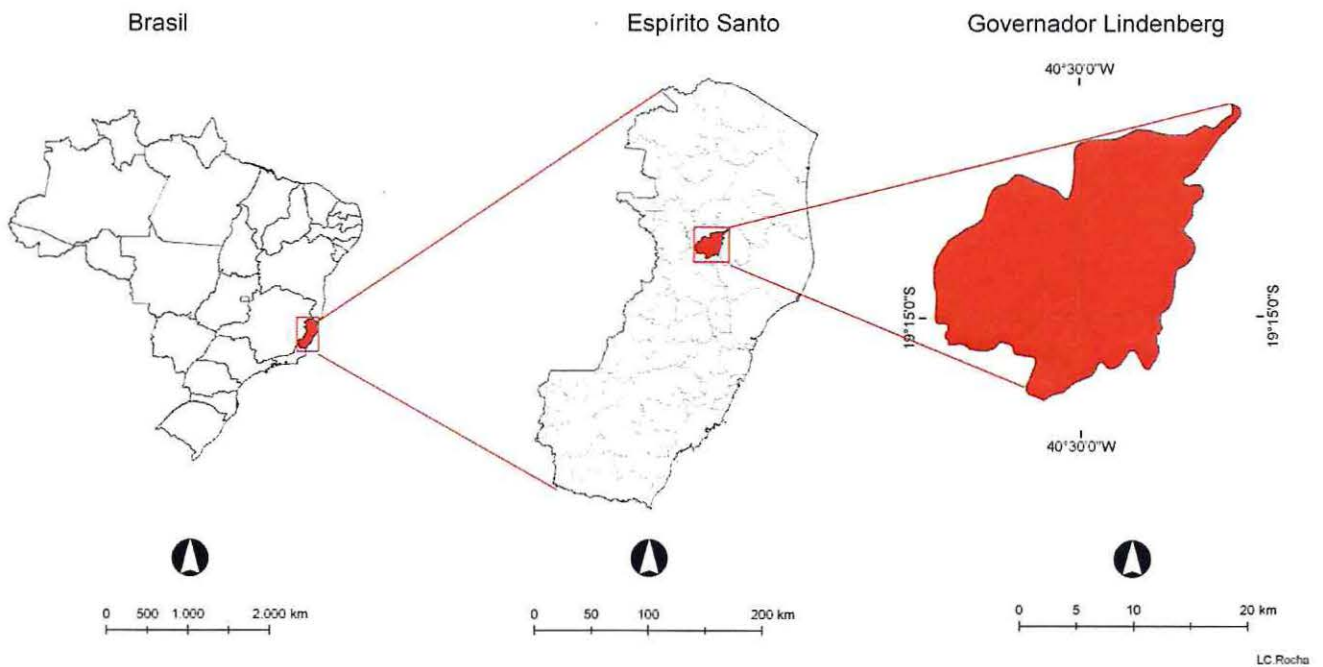 Brasil
Espírito Santo
Governador Lindenberg
40°30'0"W
19°15'0"S
19°15'0"S
40°30'0"W
0 500 1.000 2.000 km
0 50 100 200 km
0 5 10 20 km
LC.Rocha